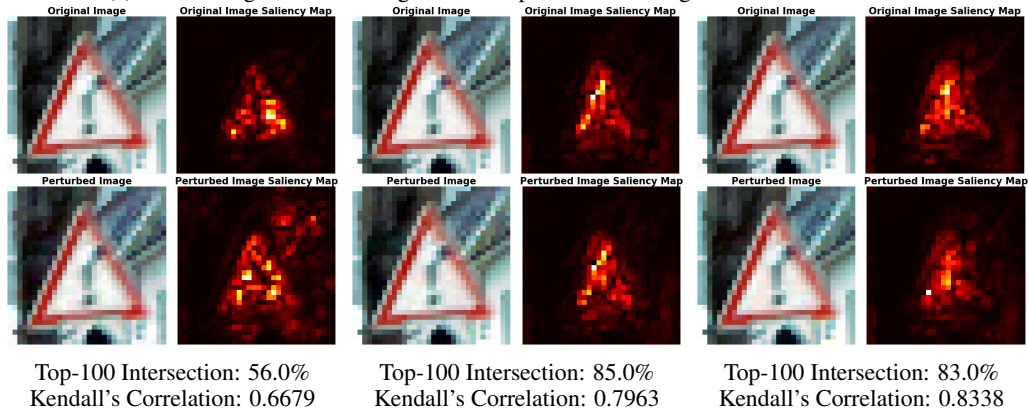 Original Image Original Image Saliency Map Original Image Original Image Saliency Map Original Image Original Image Saliency Map
Perturbed Image Perturbed Image Saliency Map Perturbed Image Perturbed Image Saliency Map Perturbed Image Perturbed Image Saliency Map
Top-100 Intersection: 56.0% Top-100 Intersection: 85.0% Top-100 Intersection: 83.0%
Kendall's Correlation: 0.6679 Kendall's Correlation: 0.7963 Kendall's Correlation: 0.8338